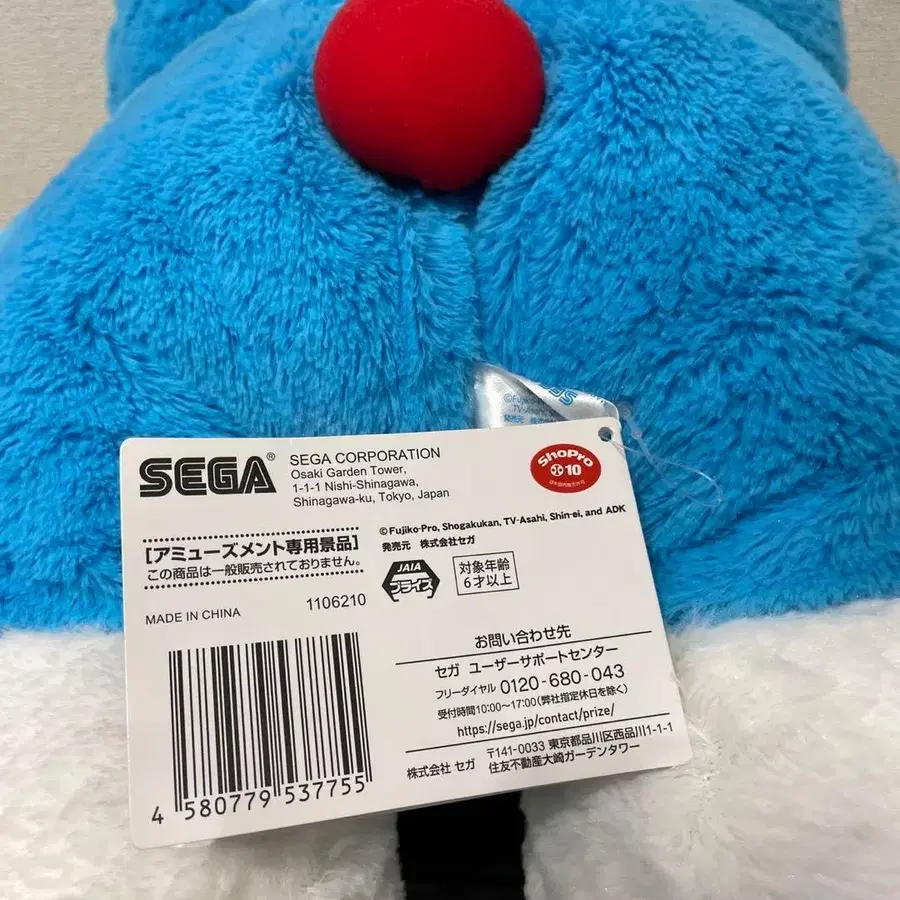 ©Fujiko-Pro
TV-Asahi
発売元
SEGA®
SEGA CORPORATION
Osaki Garden Tower,
1-1-1 Nishi-Shinagawa,
Shinagawa-ku, Tokyo, Japan
ShoPro
10
©Fujiko-Pro, Shogakukan, TV-Asahi, Shin-ei, and ADK
発売元 株式会社セガ
[アミューズメント専用景品]
この商品は一般販売されておりません。
JAIA
プライズ
対象年齢
6才以上
MADE IN CHINA
1106210
お問い合わせ先
セガ ユーザーサポートセンター
フリーダイヤル 0120-680-043
受付時間10:00~17:00(弊社指定休日を除く)
https://sega.jp/contact/prize/
株式会社 セガ
〒141-0033 東京都品川区西品川1-1-1
住友不動産大崎ガーデンタワー
4 580779 537755